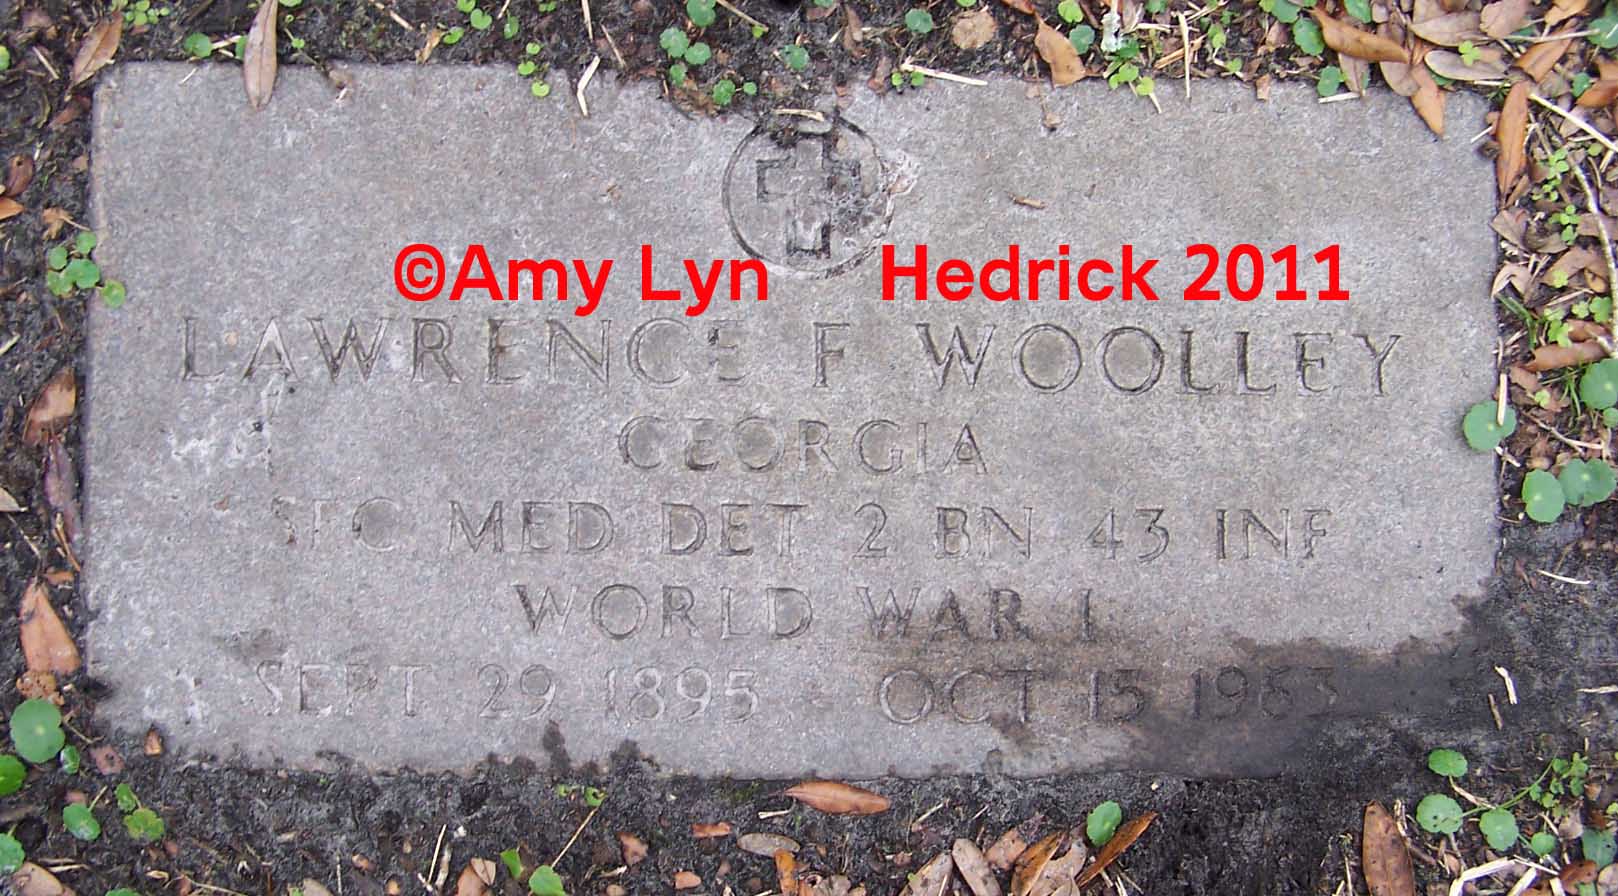 ©Amy Lyn Hedrick 2011
LAWRENCE F WOOLLEY
GEORGIA
SFC MED DET 2 BN 43 INF
WORLD WAR I
SEPT 29 1895 OCT 15